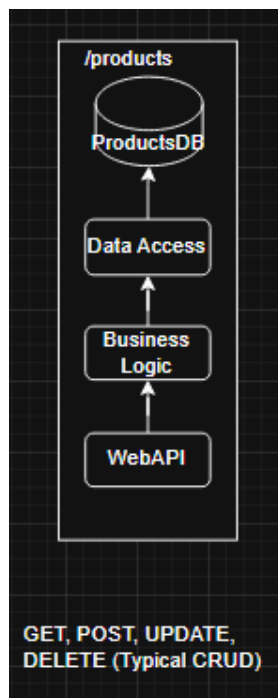 /products
ProductsDB
Data Access
Business
Logic
WebAPI
GET, POST, UPDATE,
DELETE (Typical CRUD)